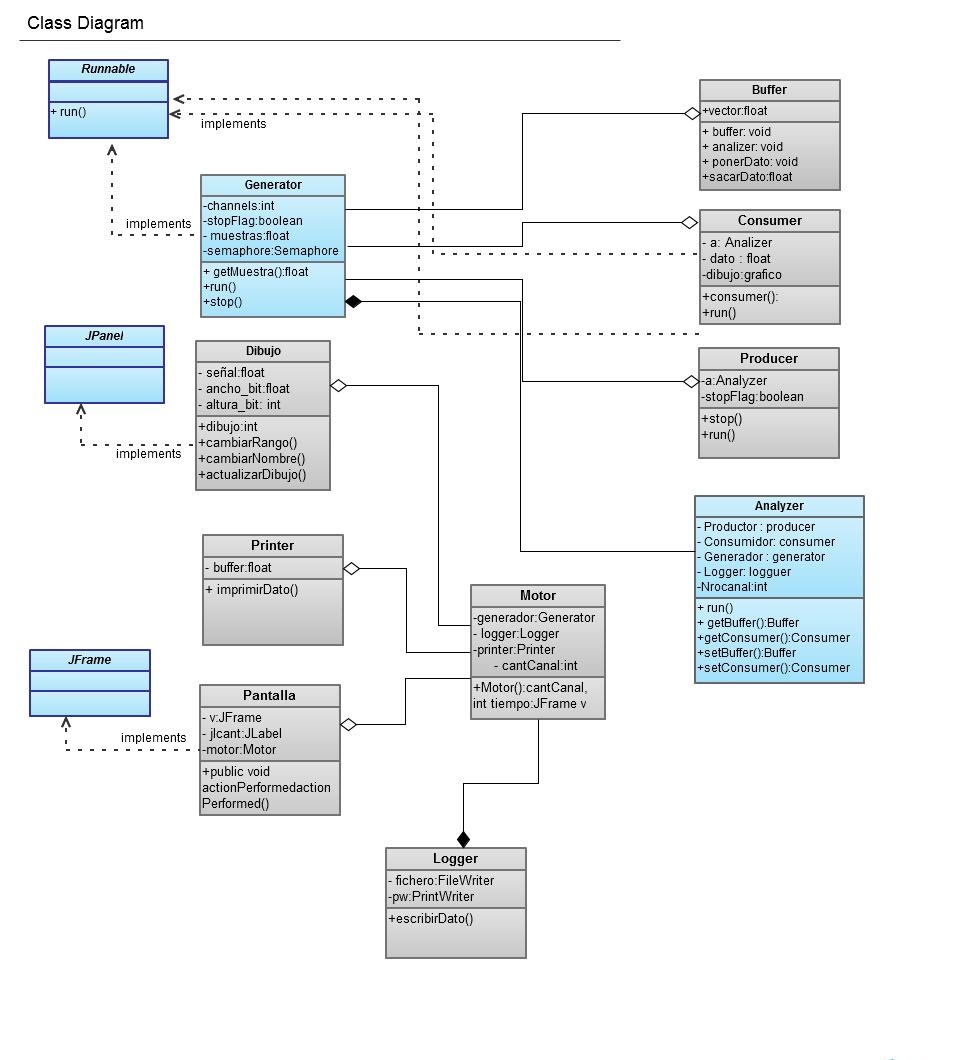 Class Diagram
Runnable
+ run()
implements
Buffer
+vector:float
+ buffer: void
+ analizer: void
+ ponerDato: void
+sacarDato:float
Generator
-channels:int
-stopFlag:boolean
- muestras:float
-semaphore:Semaphore
+ getMuestra():float
+run()
+stop()
implements
Consumer
- a: Analizer
- dato : float
-dibujo:grafico
+consumer():
+run()
JPanel
Dibujo
- señal:float
- ancho_bit:float
- altura_bit: int
+dibujo:int
+cambiarRango()
+cambiarNombre()
+actualizarDibujo()
implements
Producer
-a:Analyzer
-stopFlag:boolean
+stop()
+run()
Analyzer
- Productor : producer
- Consumidor: consumer
- Generador : generator
- Logger: logguer
-Nrocanal:int
+ run()
+ getBuffer():Buffer
+getConsumer():Consumer
+setBuffer():Buffer
+setConsumer():Consumer
Printer
- buffer:float
+ imprimirDato()
Motor
-generador:Generator
- logger:Logger
-printer:Printer
- cantCanal:int
+Motor():cantCanal,
int tiempo:JFrame v
JFrame
Pantalla
- v:JFrame
- jlcant:JLabel
-motor:Motor
+public void
actionPerformedaction
Performed()
implements
Logger
- fichero:FileWriter
-pw:PrintWriter
+escribirDato()